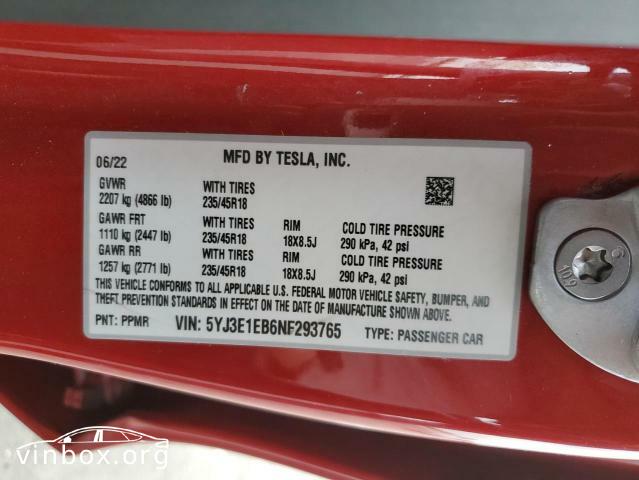 06/22 MFD BY TESLA, INC.
GVWR WITH TIRES
2207 kg (4866 lb) 235/45R18
GAWR FRT WITH TIRES RIM COLD TIRE PRESSURE
1110 kg (2447 lb) 235/45R18 18X8.5J 290 kPa, 42 psi
GAWR RR WITH TIRES RIM COLD TIRE PRESSURE
1257 kg (2771 lb) 235/45R18 18X8.5J 290 kPa, 42 psi
THIS VEHICLE CONFORMS TO ALL APPLICABLE U.S. FEDERAL MOTOR VEHICLE SAFETY, BUMPER, AND
THEFT PREVENTION STANDARDS IN EFFECT ON THE DATE OF MANUFACTURE SHOWN ABOVE.
PNT: PPMR VIN: 5YJ3E1EB6NF293765 TYPE: PASSENGER CAR
10.9
vinbox.org